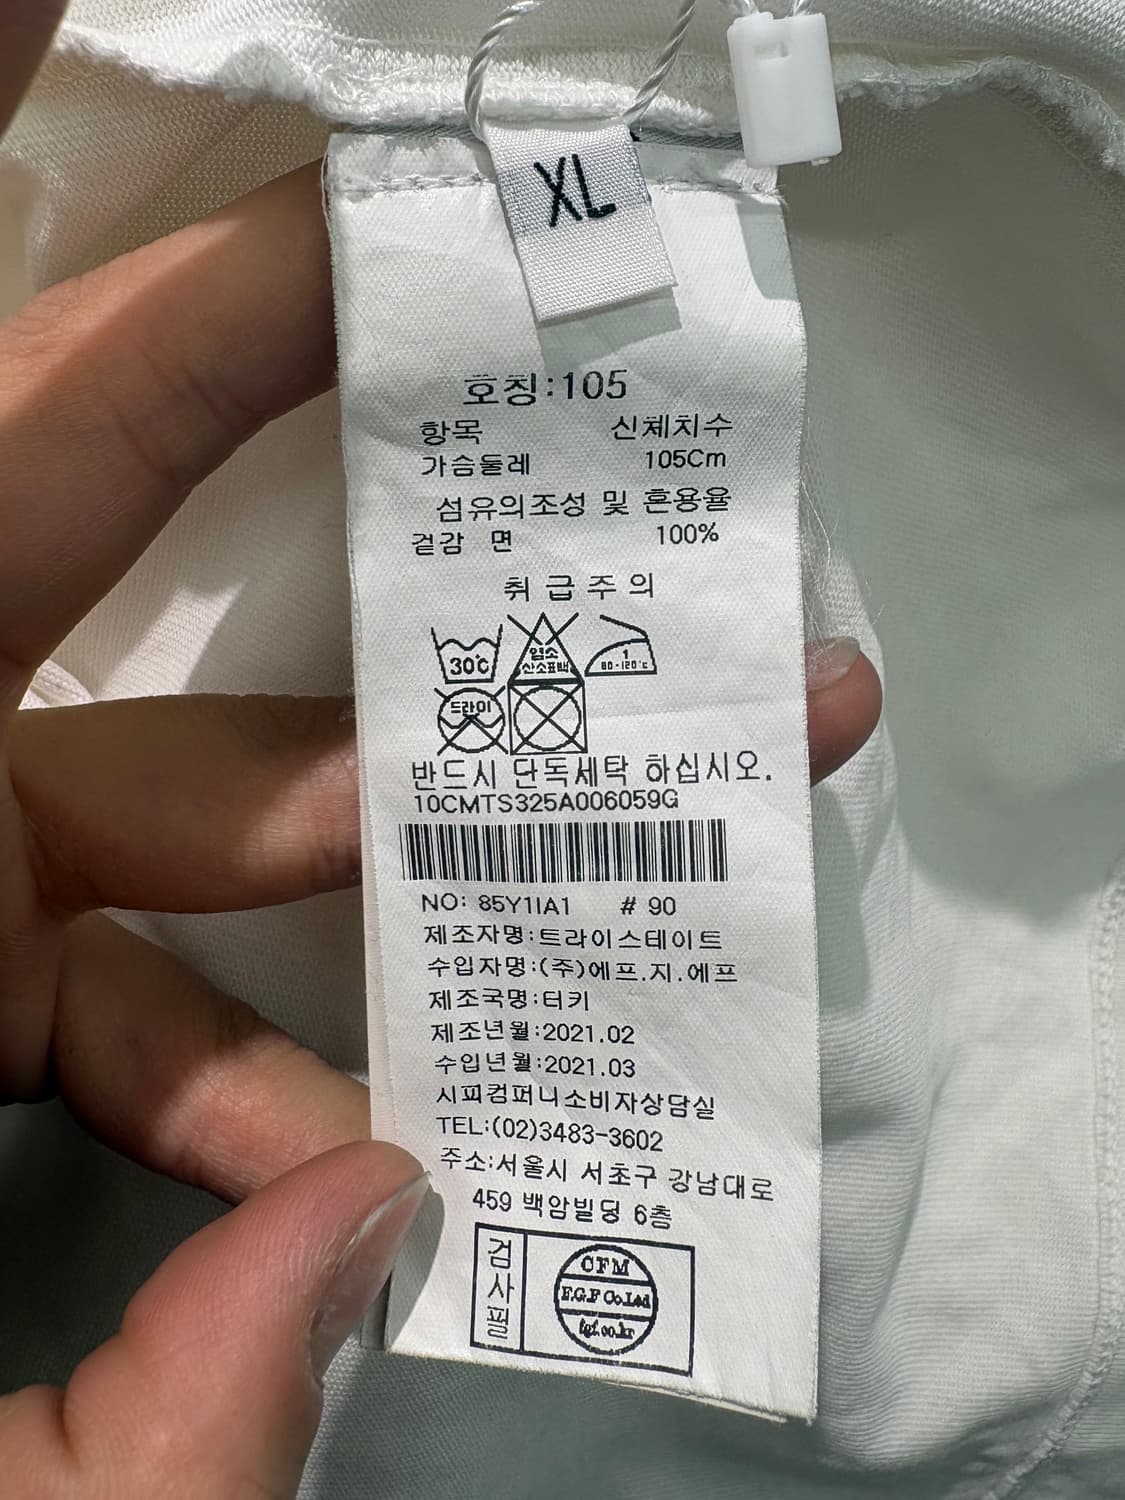 XL
호칭:105
항목 신체치수
가슴둘레 105Cm
섬유의조성 및 혼용율
겉감 면 100%
취급주의
30℃
염소
산소표백
1
80-120℃
드라이
반드시 단독세탁 하십시오.
10CMTS325A006059G
NO: 85Y1IA1 # 90
제조자명:트라이스테이트
수입자명:(주)에프.지.에프
제조국명:터키
제조년월:2021.02
수입년월:2021.03
시피컴퍼니소비자상담실
TEL:(02)3483-3602
주소:서울시 서초구 강남대로
459 백암빌딩 6층
검사필
CFM
F.G.F Co.Ltd
fgf.co.kr